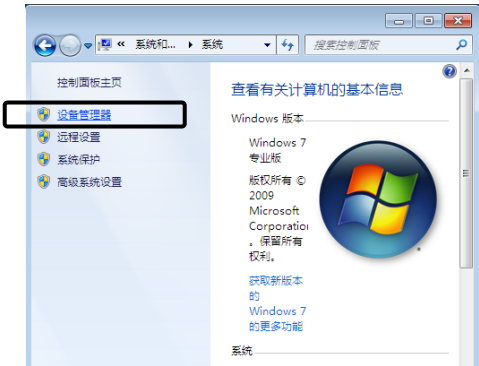 « 系统和... ▸ 系统
搜索控制面板
控制面板主页
设备管理器
远程设置
系统保护
高级系统设置
查看有关计算机的基本信息
Windows 版本
Windows 7
专业版
版权所有 ©
2009
Microsoft
Corporation
。保留所有
权利。
获取新版本
的
Windows 7
的更多功能
系统